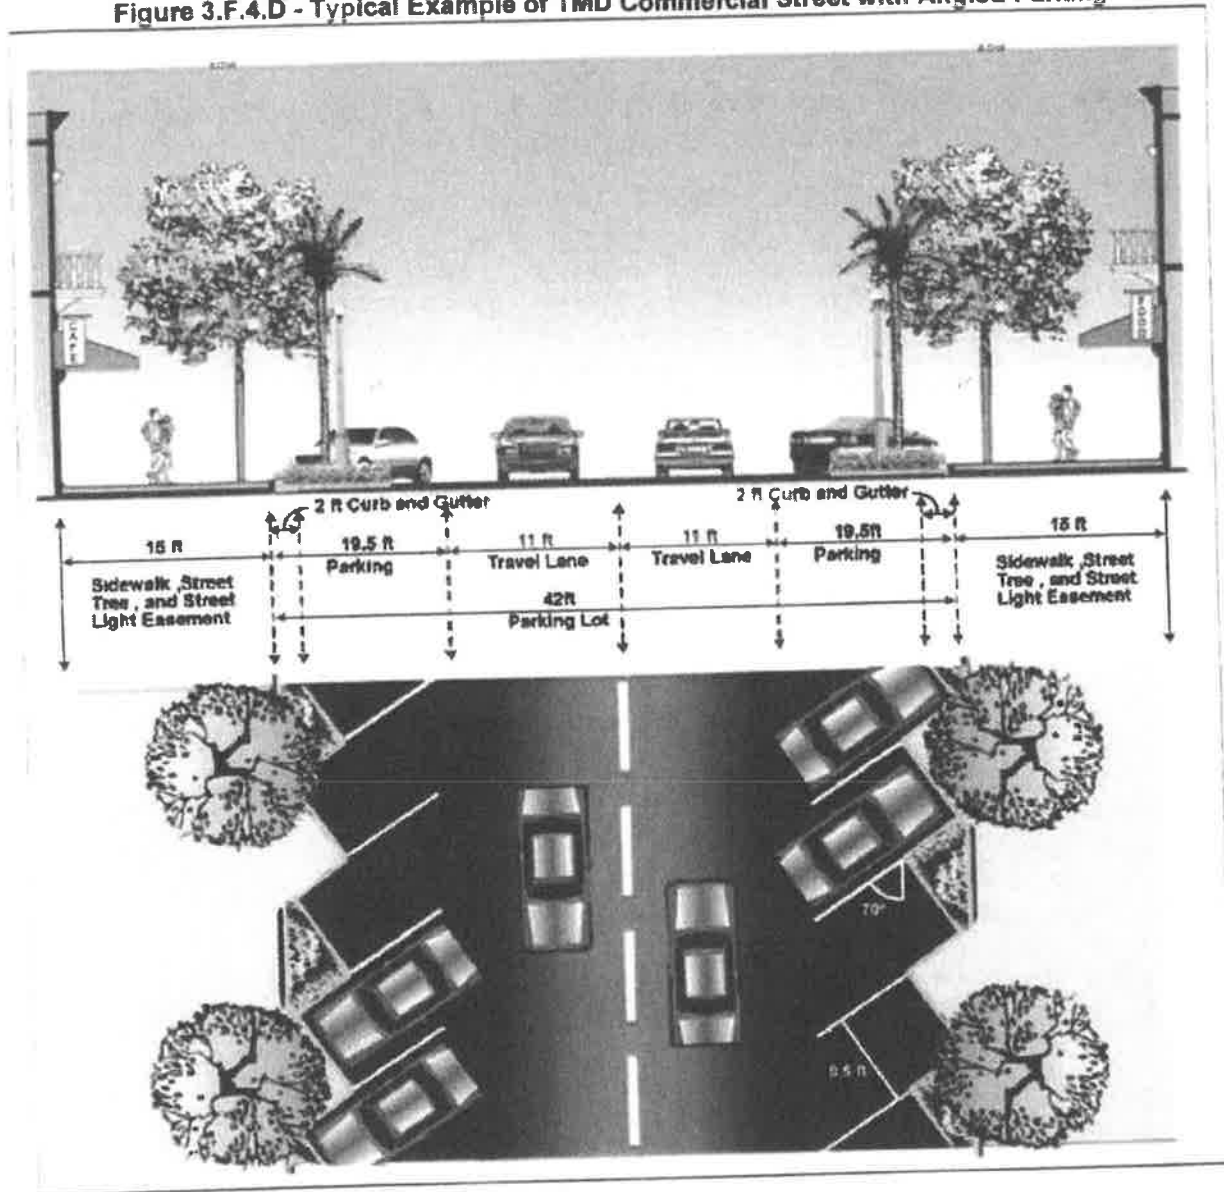 Figure 3.F.4.D - Typical Example of TMD Commercial Street with Angled Parking
CAFE
FOOD
2 ft Curb and Gutter
2 ft Curb and Gutter
15 ft
19.5 ft
Parking
11 ft
Travel Lane
11 ft
Travel Lane
19.5ft
Parking
15 ft
Sidewalk ,Street
Tree , and Street
Light Easement
Sidewalk ,Street
Tree , and Street
Light Easement
42ft
Parking Lot
70°
9.5 ft